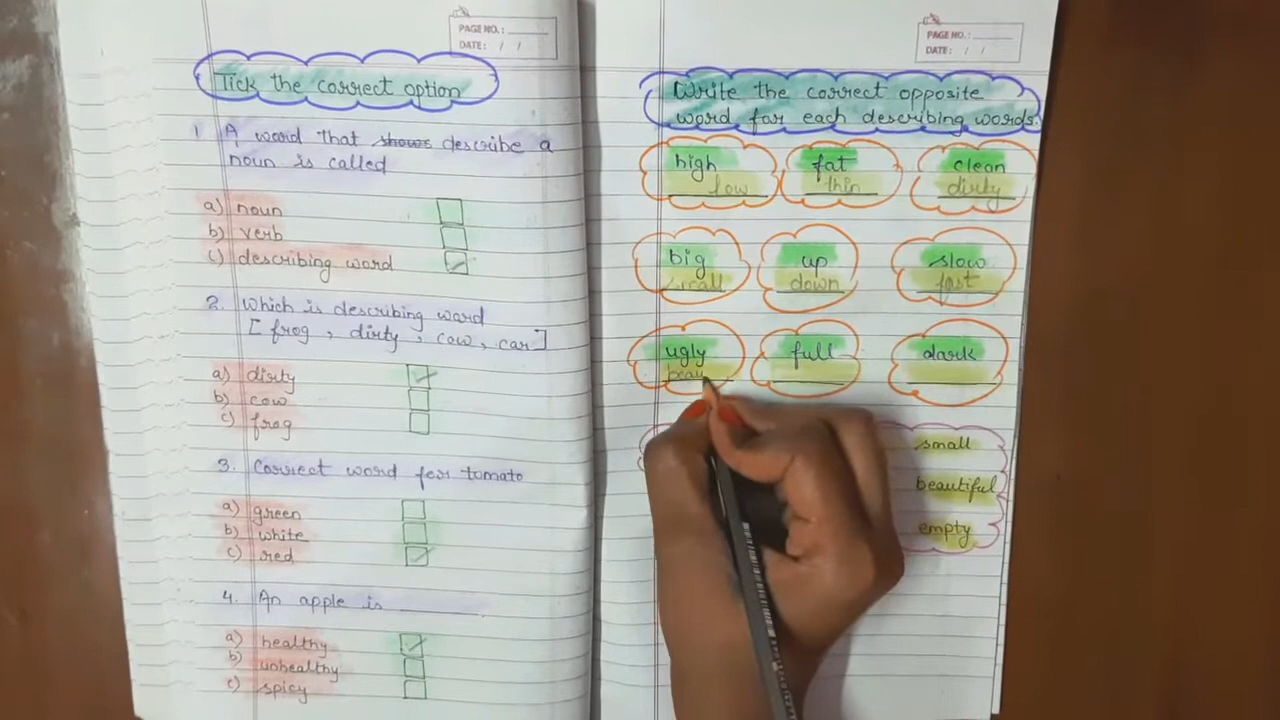 PAGE NO. :
DATE : / /
Tick the correct option
1. A word that shows describe a
noun is called
a) noun
b) verb
c) describing word
2. Which is describing word
[ frog , dirty , cow , car ]
a) dirty
b) cow
c) frog
3. Correct word for tomato
a) green
b) white
c) red
4. An apple is
a) healthy
b) unhealthy
c) spicy
PAGE NO. :
DATE : / /
Write the correct opposite
word for each describing words.
high fat clean
low thin dirty
big up slow
small down fast
ugly full dark
beau
small
beautiful
empty